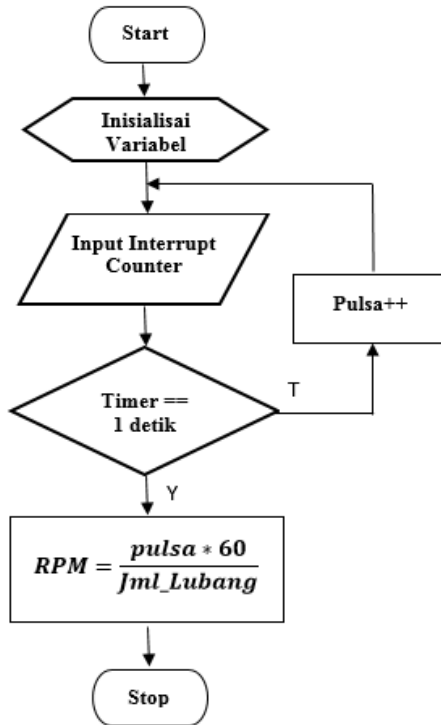 Start
Inisialisai
Variabel
Input Interrupt
Counter
Pulsa++
Timer ==
1 detik
T
Y
RPM = pulsa * 60 / Jml_Lubang
Stop